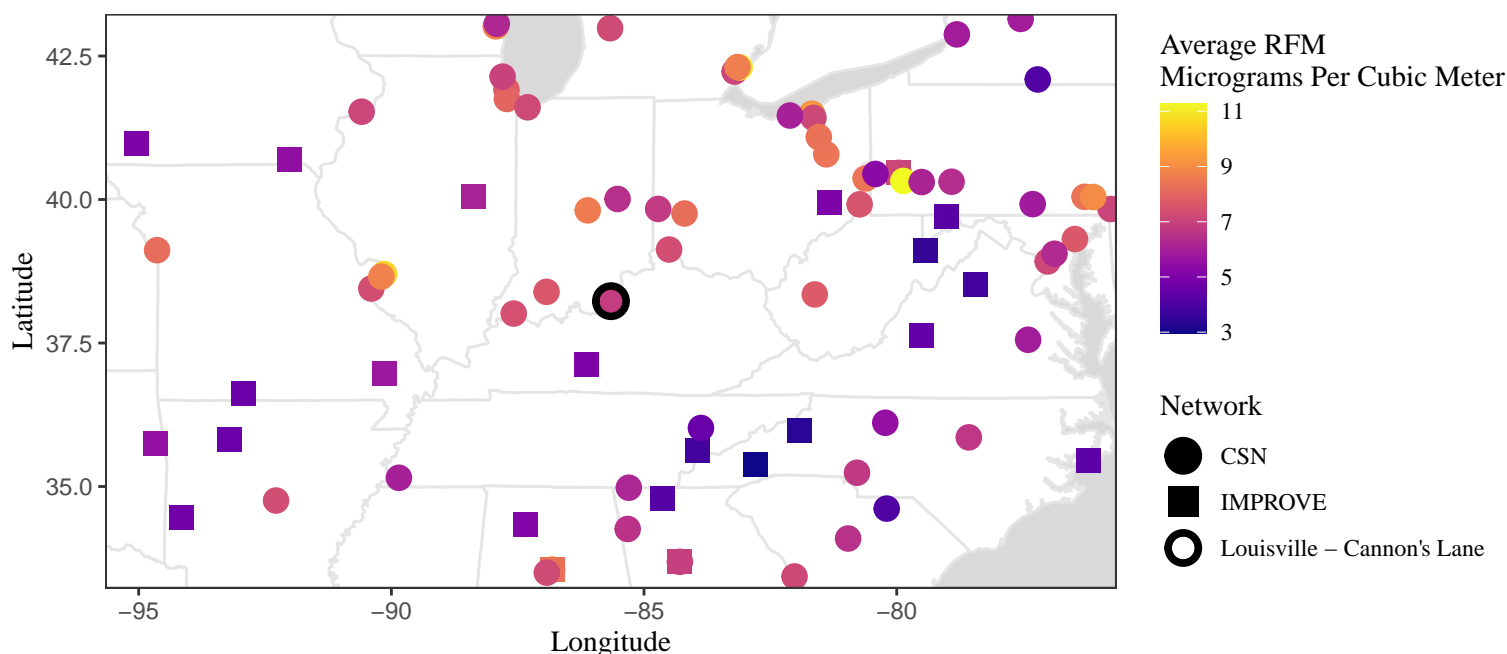 42.5
40.0
37.5
35.0
Latitude
−95
−90
−85
−80
Longitude
Average RFM
Micrograms Per Cubic Meter
11
9
7
5
3
Network
CSN
IMPROVE
Louisville – Cannon's Lane